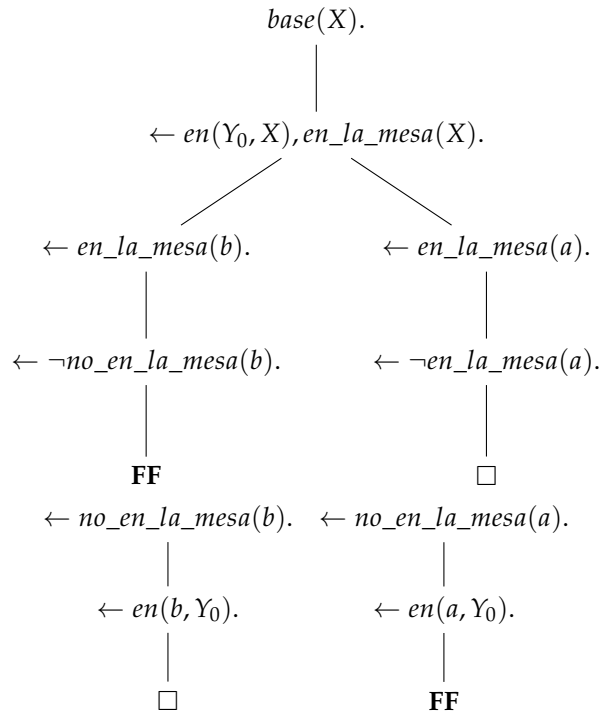 base(X).
← en(Y₀, X), en_la_mesa(X).
← en_la_mesa(b). ← en_la_mesa(a).
← ¬no_en_la_mesa(b). ← ¬en_la_mesa(a).
FF □
← no_en_la_mesa(b). ← no_en_la_mesa(a).
← en(b, Y₀). ← en(a, Y₀).
□ FF